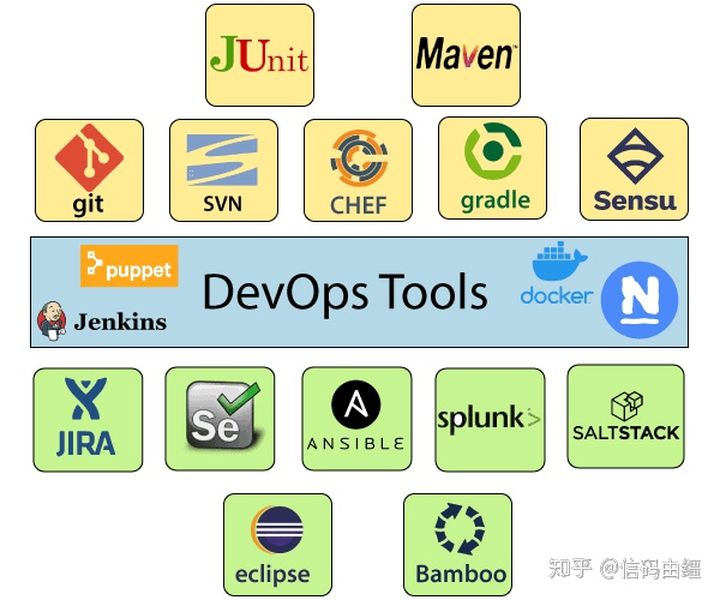 JUnit
Maven™
git
SVN
CHEF
gradle
Sensu
puppet
Jenkins
DevOps Tools
docker
N
JIRA
Se
A
ANSIBLE
splunk>
SALTSTACK
eclipse
Bamboo
知乎 @信码由缰